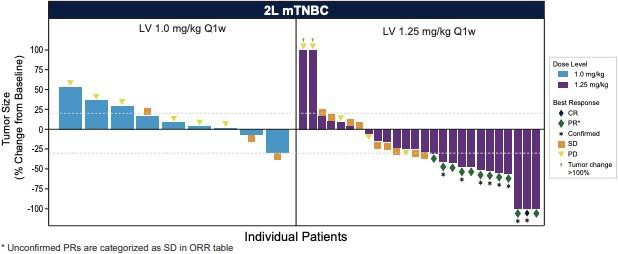 2L mTNBC
LV 1.0 mg/kg Q1w
LV 1.25 mg/kg Q1w
Tumor Size
(% Change from Baseline)
100
75
50
25
0
-25
-50
-75
-100
Individual Patients
Dose Level
1.0 mg/kg
1.25 mg/kg
Best Response
CR
PR*
* Confirmed
SD
PD
↑ Tumor change
>100%
* Unconfirmed PRs are categorized as SD in ORR table